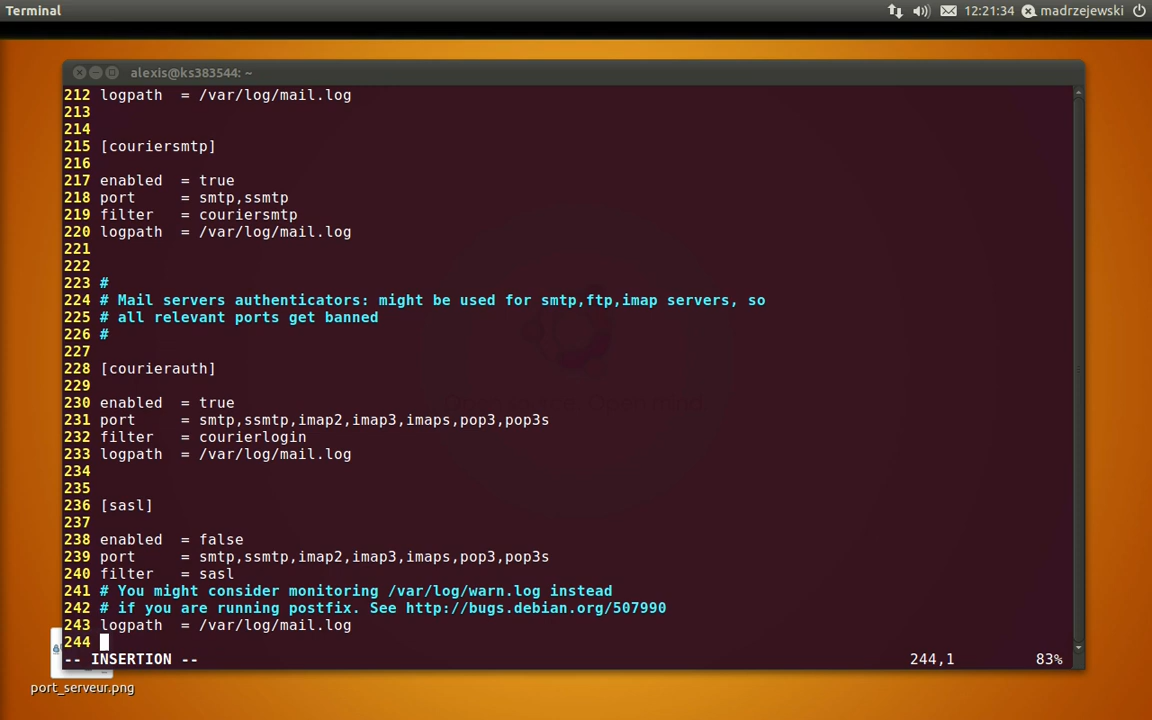 Terminal
12:21:34 madrzejewski
alexis@ks383544: ~
212 logpath = /var/log/mail.log
213
214
215 [couriersmtp]
216
217 enabled = true
218 port = smtp,ssmtp
219 filter = couriersmtp
220 logpath = /var/log/mail.log
221
222
223 #
224 # Mail servers authenticators: might be used for smtp,ftp,imap servers, so
225 # all relevant ports get banned
226 #
227
228 [courierauth]
229
230 enabled = true
231 port = smtp,ssmtp,imap2,imap3,imaps,pop3,pop3s
232 filter = courierlogin
233 logpath = /var/log/mail.log
234
235
236 [sasl]
237
238 enabled = false
239 port = smtp,ssmtp,imap2,imap3,imaps,pop3,pop3s
240 filter = sasl
241 # You might consider monitoring /var/log/warn.log instead
242 # if you are running postfix. See http://bugs.debian.org/507990
243 logpath = /var/log/mail.log
244
-- INSERTION -- 244,1 83%
port_serveur.png